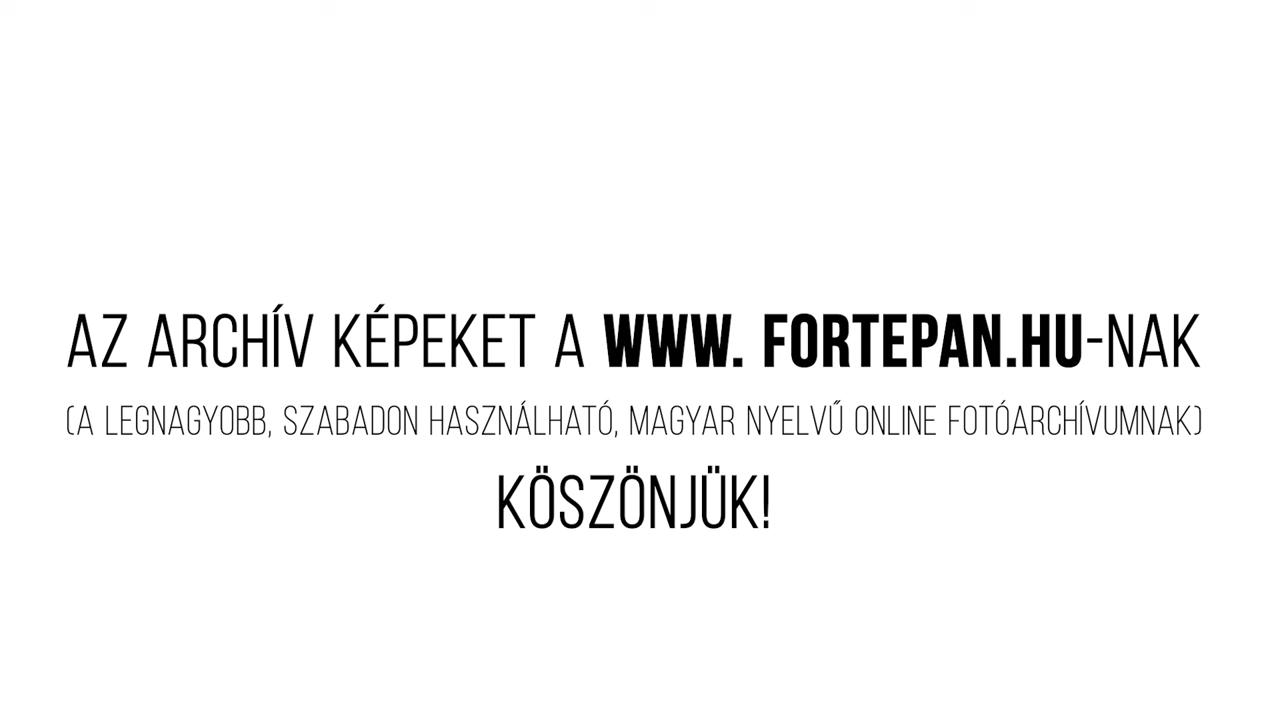 AZ ARCHÍV KÉPEKET A WWW. FORTEPAN.HU-NAK
(A LEGNAGYOBB, SZABADON HASZNÁLHATÓ, MAGYAR NYELVŰ ONLINE FOTÓARCHÍVUMNAK)
KÖSZÖNJÜK!